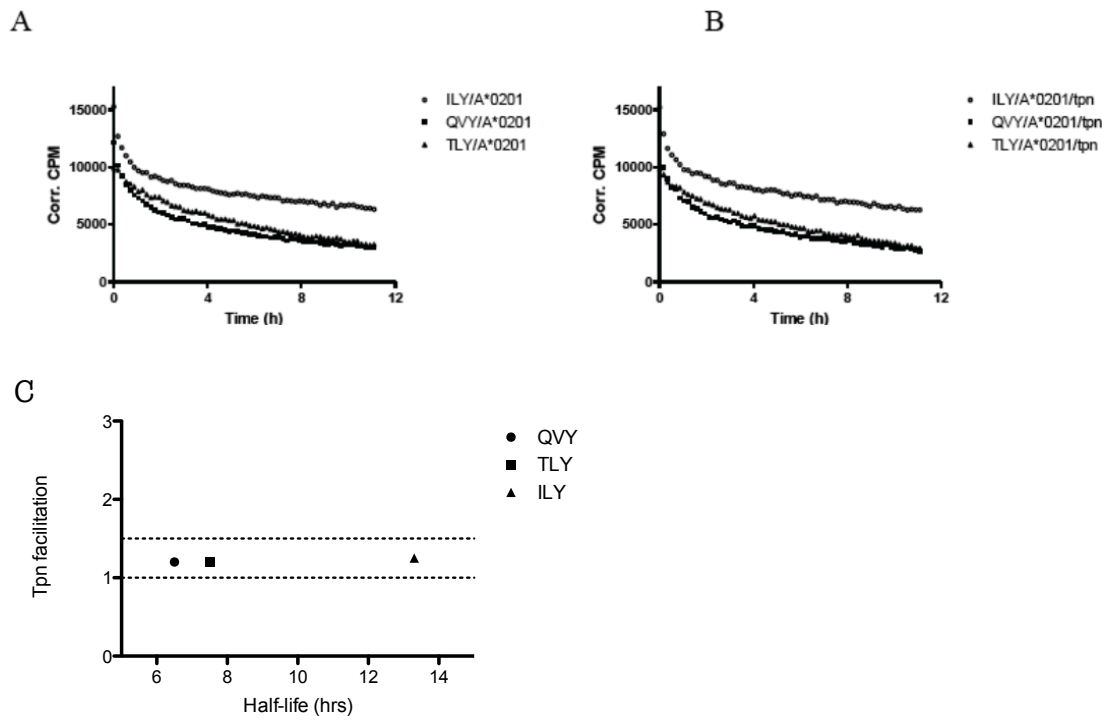 A
B
15000
10000
5000
0
Corr. CPM
0 4 8 12
Time (h)
ILY/A*0201
QVY/A*0201
TLY/A*0201
15000
10000
5000
0
Corr. CPM
0 4 8 12
Time (h)
ILY/A*0201/tpn
QVY/A*0201/tpn
TLY/A*0201/tpn
C
3
2
1
0
Tpn facilitation
6 8 10 12 14
Half-life (hrs)
QVY
TLY
ILY